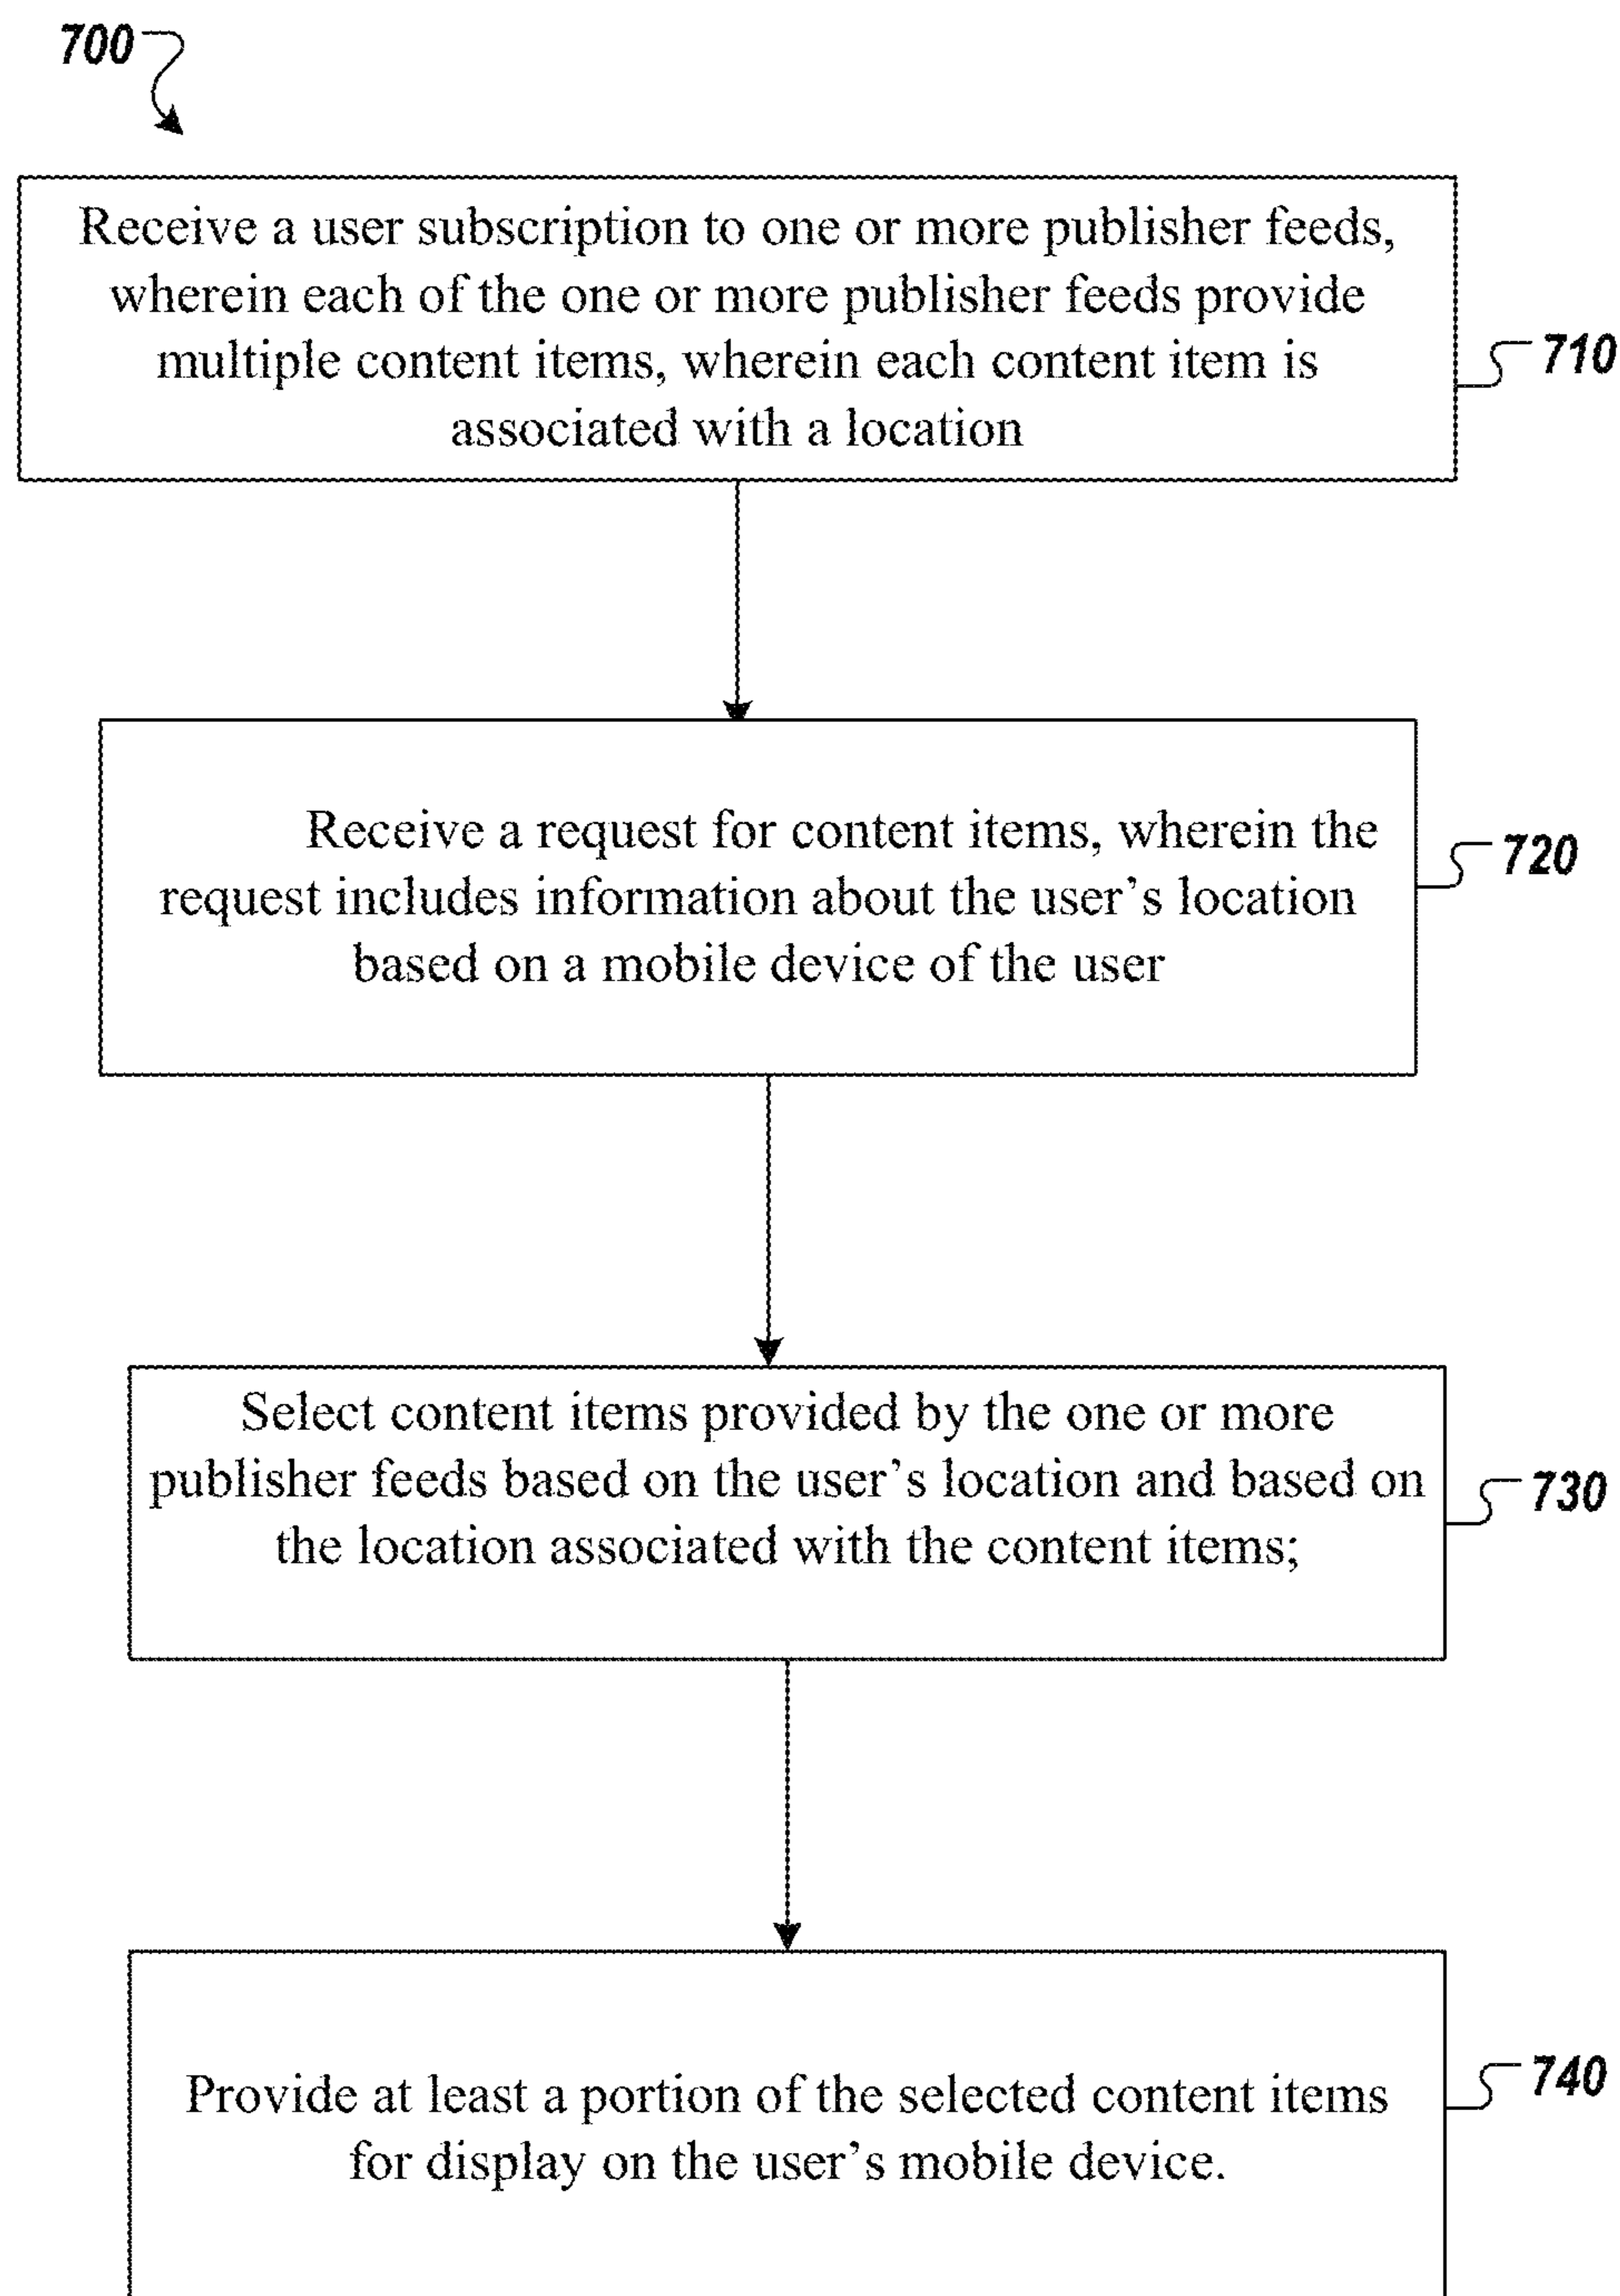 700
Receive a user subscription to one or more publisher feeds,
wherein each of the one or more publisher feeds provide
multiple content items, wherein each content item is
associated with a location
710
Receive a request for content items, wherein the
request includes information about the user’s location
based on a mobile device of the user
720
Select content items provided by the one or more
publisher feeds based on the user’s location and based on
the location associated with the content items;
730
Provide at least a portion of the selected content items
for display on the user’s mobile device.
740